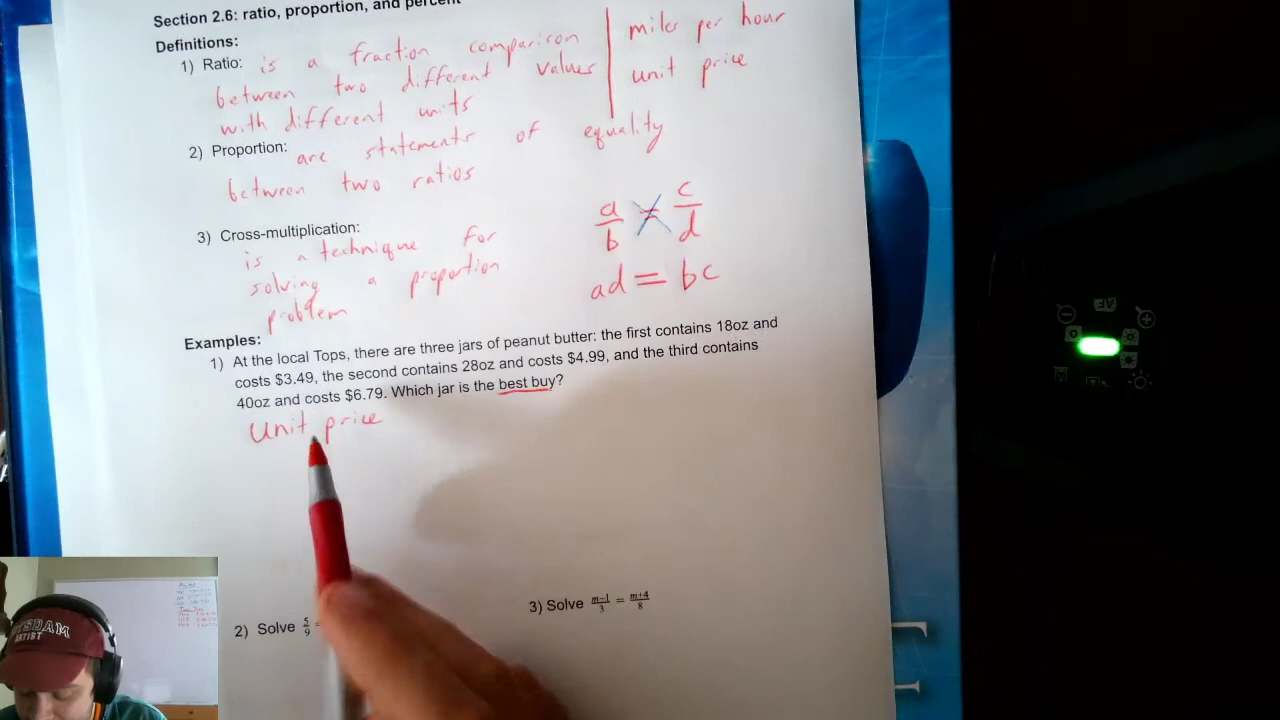 Section 2.6: ratio, proportion, and percent
Definitions:
1) Ratio: is a fraction comparison
between two different values
with different units
miles per hour
unit price
2) Proportion: are statements of equality
between two ratios
3) Cross-multiplication:
is a technique for
solving a proportion
problem
a/b = c/d
ad = bc
Examples:
1) At the local Tops, there are three jars of peanut butter: the first contains 18oz and
costs $3.49, the second contains 28oz and costs $4.99, and the third contains
40oz and costs $6.79. Which jar is the best buy?
Unit price
2) Solve 5/9 =
3) Solve m-1/3 = m+4/8
ARTIST
AF